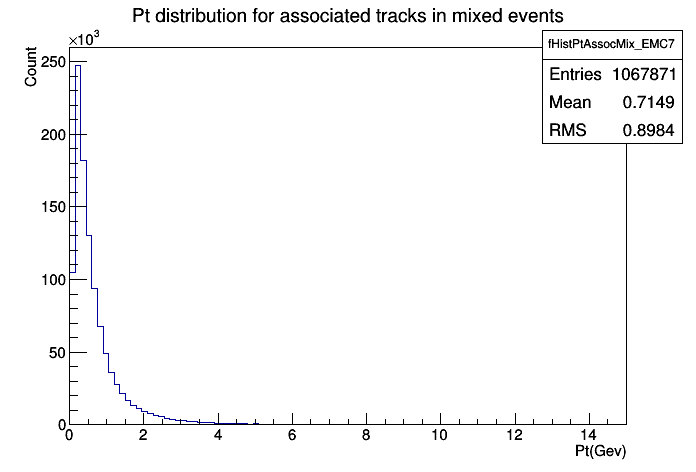 Pt distribution for associated tracks in mixed events
×10³
fHistPtAssocMix_EMC7
Entries 1067871
Mean 0.7149
RMS 0.8984
Count
250
200
150
100
50
0
0 2 4 6 8 10 12 14
Pt(Gev)